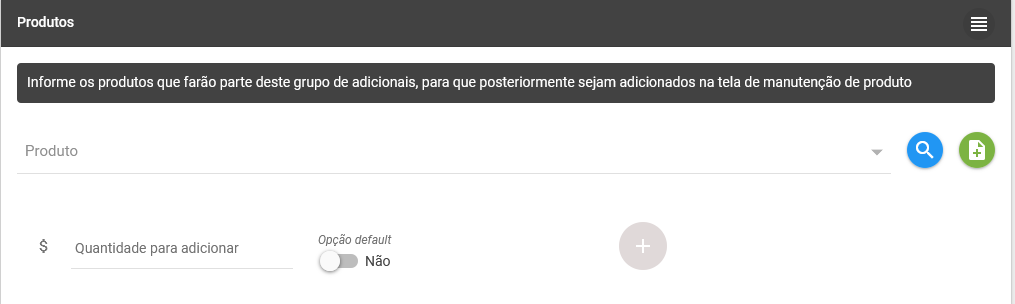 Produtos
Informe os produtos que farão parte deste grupo de adicionais, para que posteriormente sejam adicionados na tela de manutenção de produto
Produto
Opção default
$ Quantidade para adicionar
Não